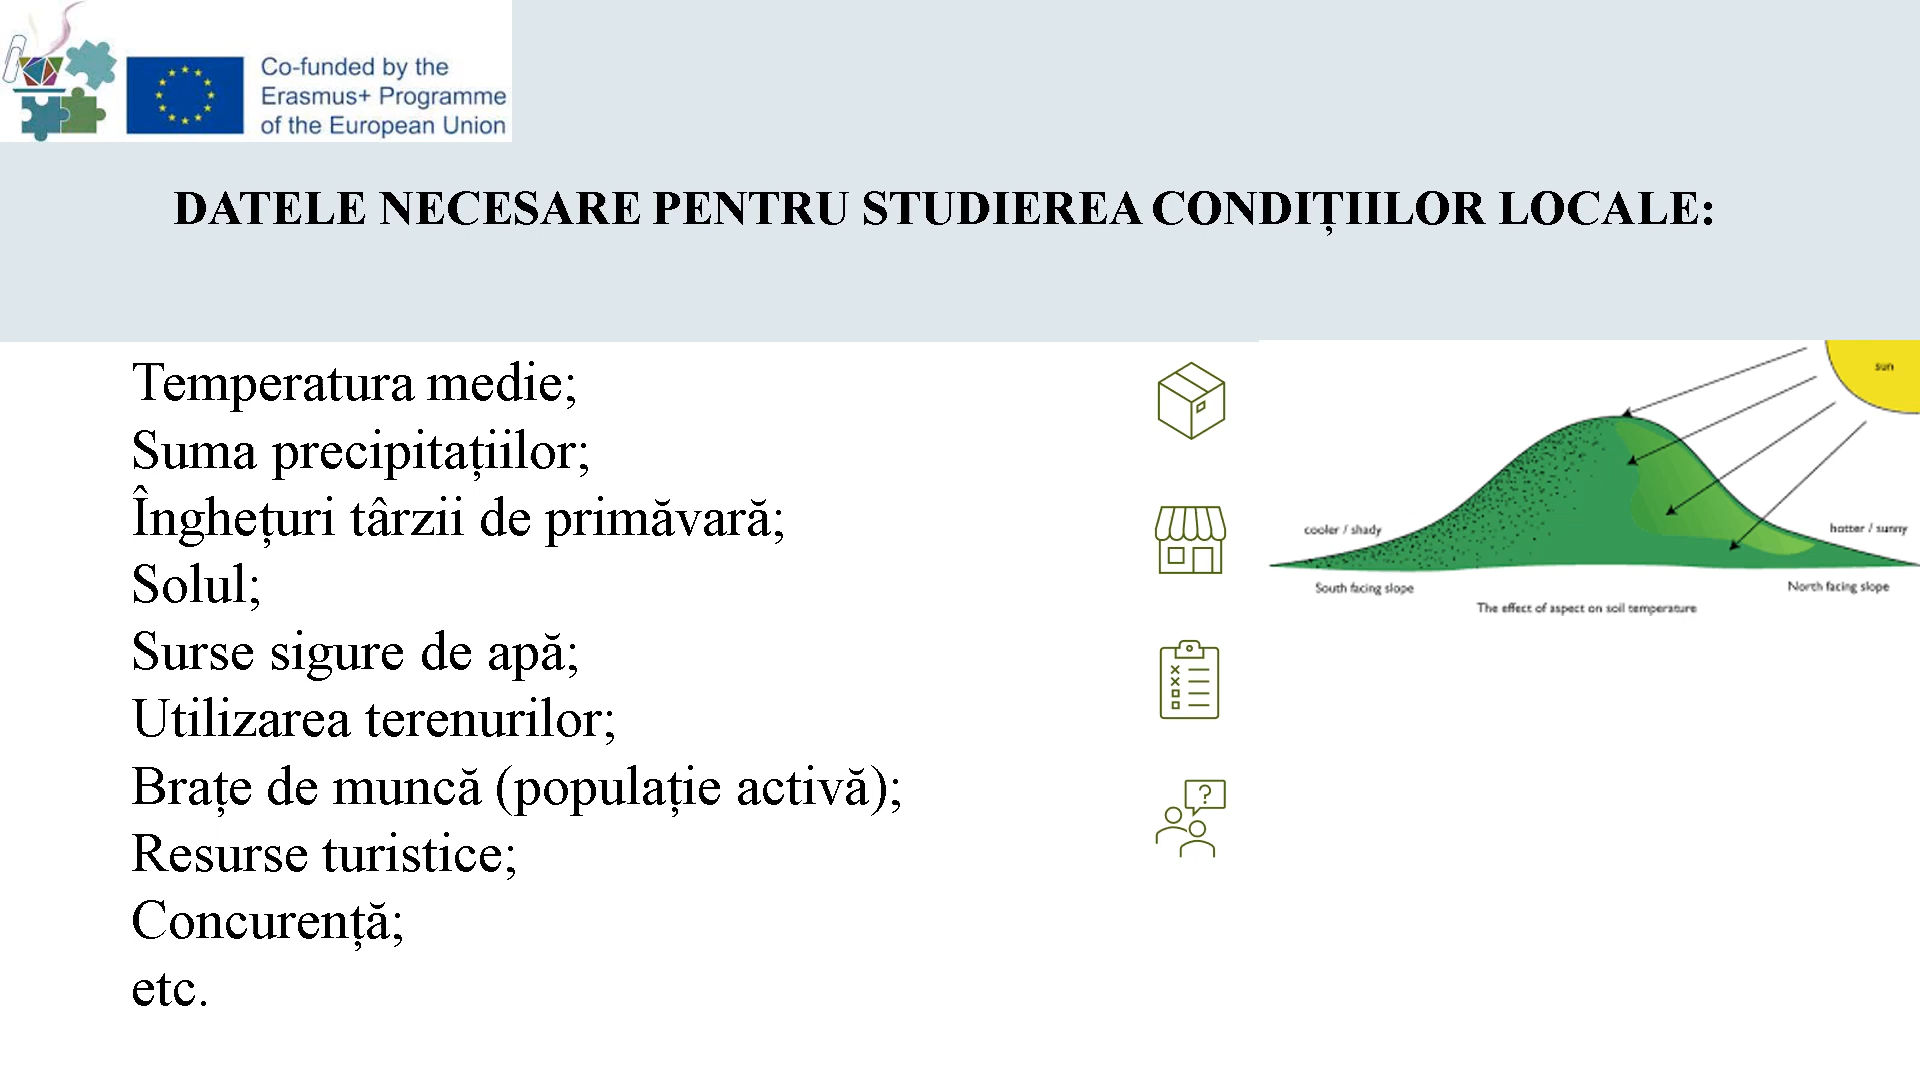 Co-funded by the
Erasmus+ Programme
of the European Union
DATELE NECESARE PENTRU STUDIEREA CONDIȚIILOR LOCALE:
Temperatura medie;
Suma precipitațiilor;
Înghețuri târzii de primăvară;
Solul;
Surse sigure de apă;
Utilizarea terenurilor;
Brațe de muncă (populație activă);
Resurse turistice;
Concurență;
etc.
?
sun
cooler / shady
hotter / sunny
South facing slope
North facing slope
The effect of aspect on soil temperature